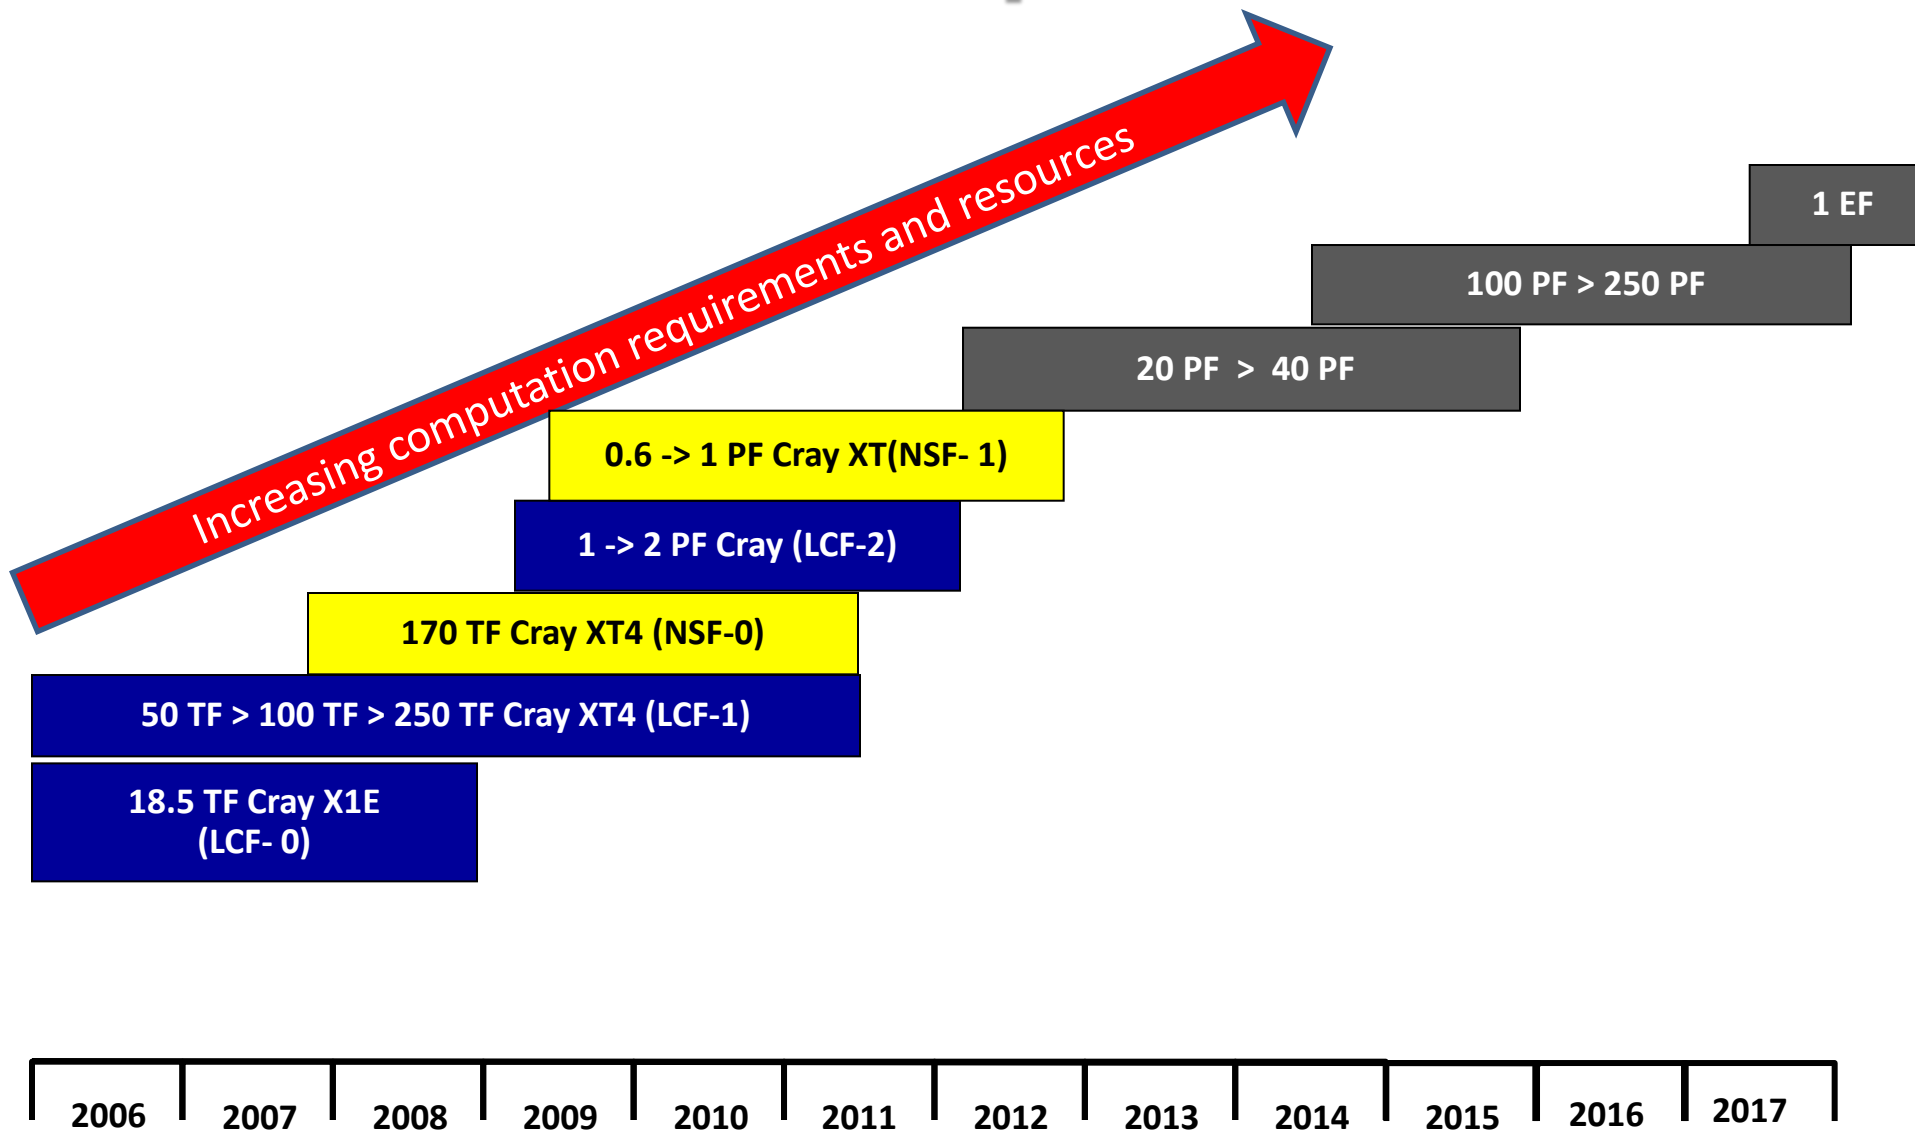 Increasing computation requirements and resources
1 EF
100 PF > 250 PF
20 PF  >  40 PF
0.6 -> 1 PF Cray XT(NSF- 1)
1 -> 2 PF Cray (LCF-2)
170 TF Cray XT4 (NSF-0)
50 TF > 100 TF > 250 TF Cray XT4 (LCF-1)
18.5 TF Cray X1E
(LCF- 0)
2006 2007 2008 2009 2010 2011 2012 2013 2014 2015 2016 2017